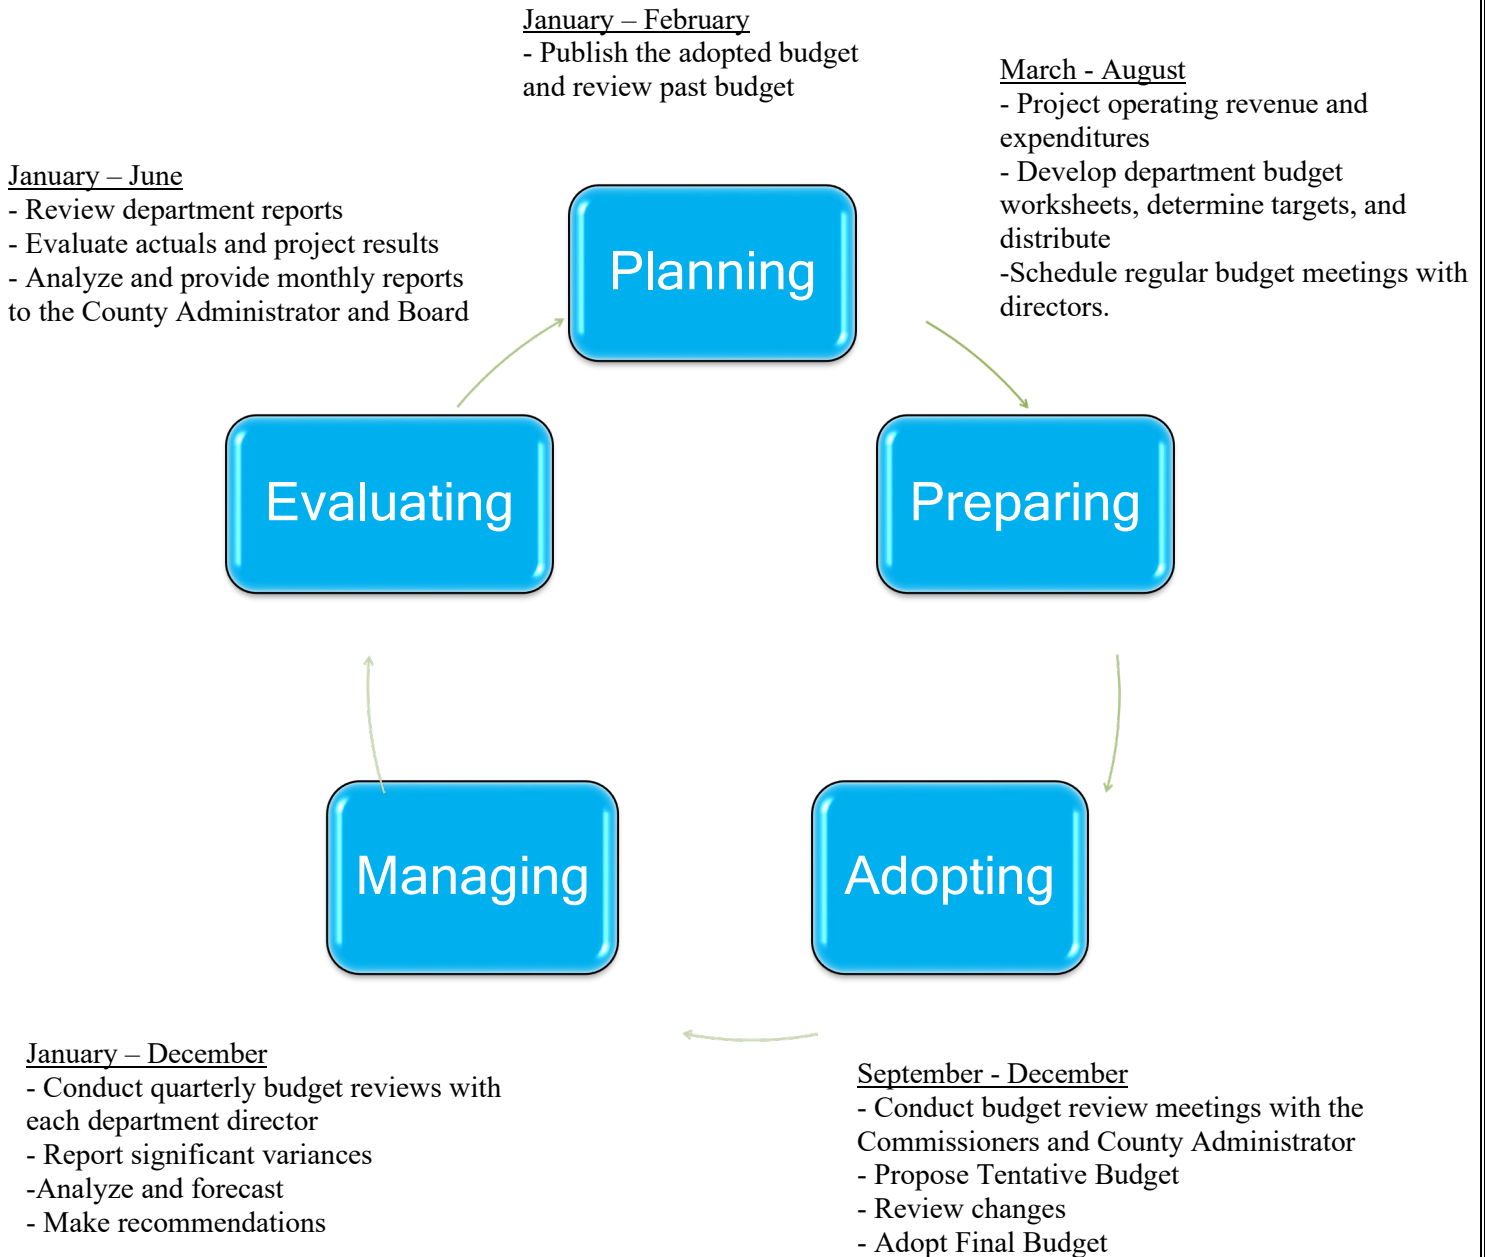 January – February
- Publish the adopted budget
and review past budget
March - August
- Project operating revenue and
expenditures
- Develop department budget
worksheets, determine targets, and
distribute
-Schedule regular budget meetings with
directors.
January – June
- Review department reports
- Evaluate actuals and project results
- Analyze and provide monthly reports
to the County Administrator and Board
Planning
Evaluating
Preparing
Managing
Adopting
January – December
- Conduct quarterly budget reviews with
each department director
- Report significant variances
-Analyze and forecast
- Make recommendations
September - December
- Conduct budget review meetings with the
Commissioners and County Administrator
- Propose Tentative Budget
- Review changes
- Adopt Final Budget